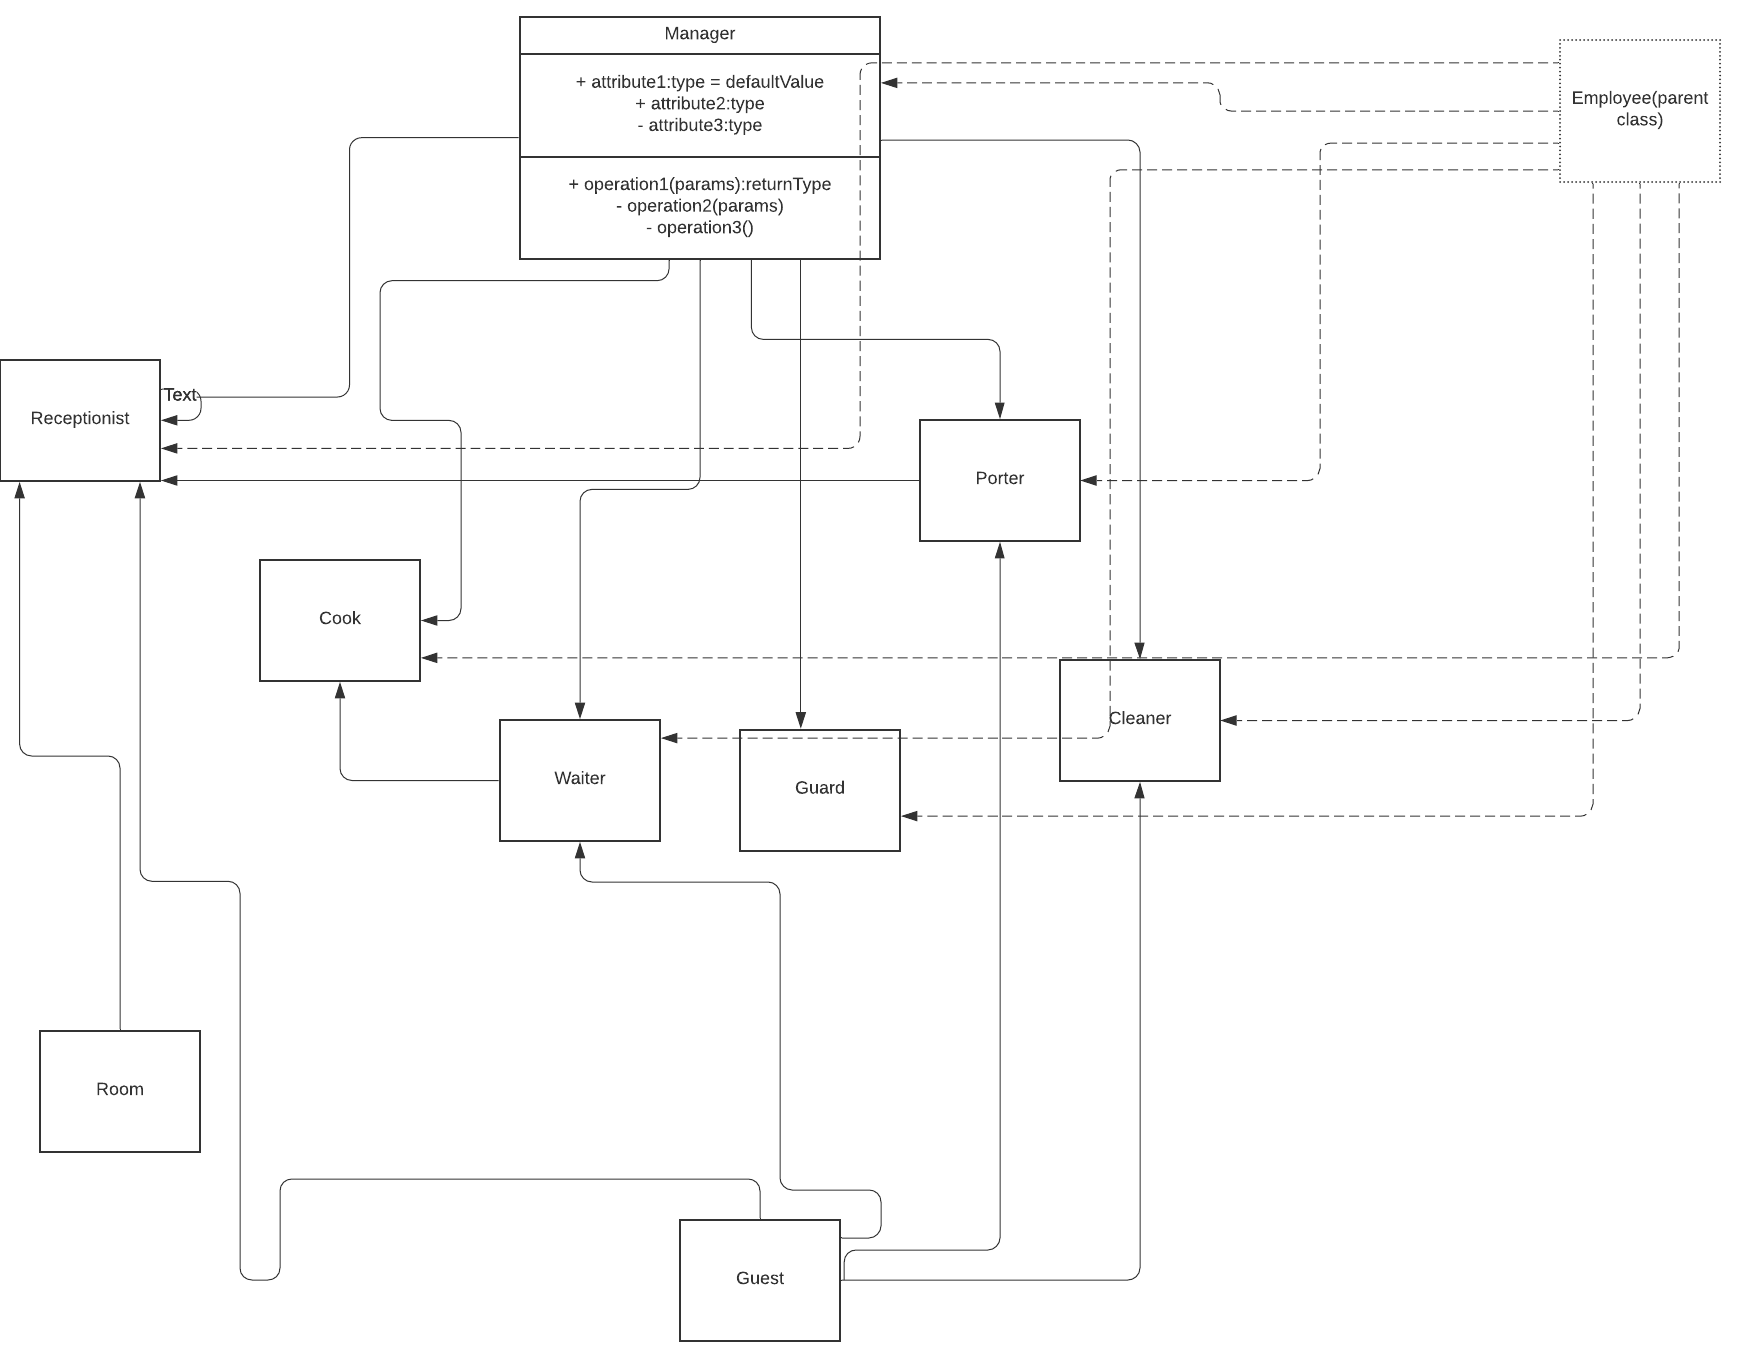 Manager
+ attribute1:type = defaultValue
+ attribute2:type
- attribute3:type
+ operation1(params):returnType
- operation2(params)
- operation3()
Employee(parent
class)
Text
Receptionist
Porter
Cook
Cleaner
Waiter
Guard
Room
Guest